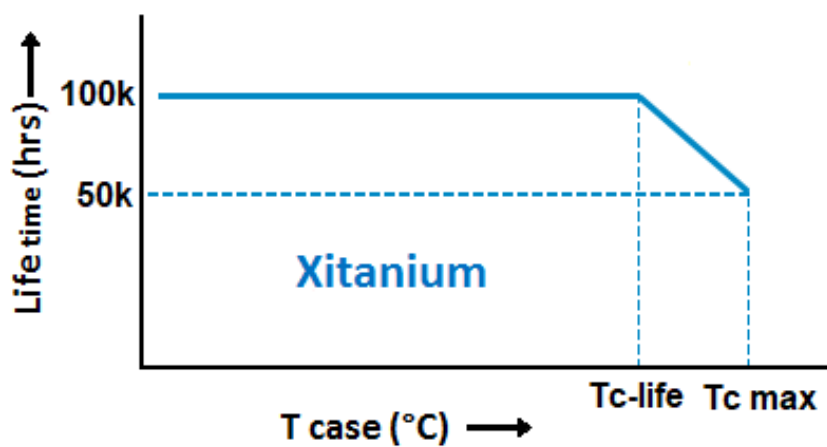 Life time (hrs)
100k
50k
Xitanium
Tc-life Tc max
T case (°C)